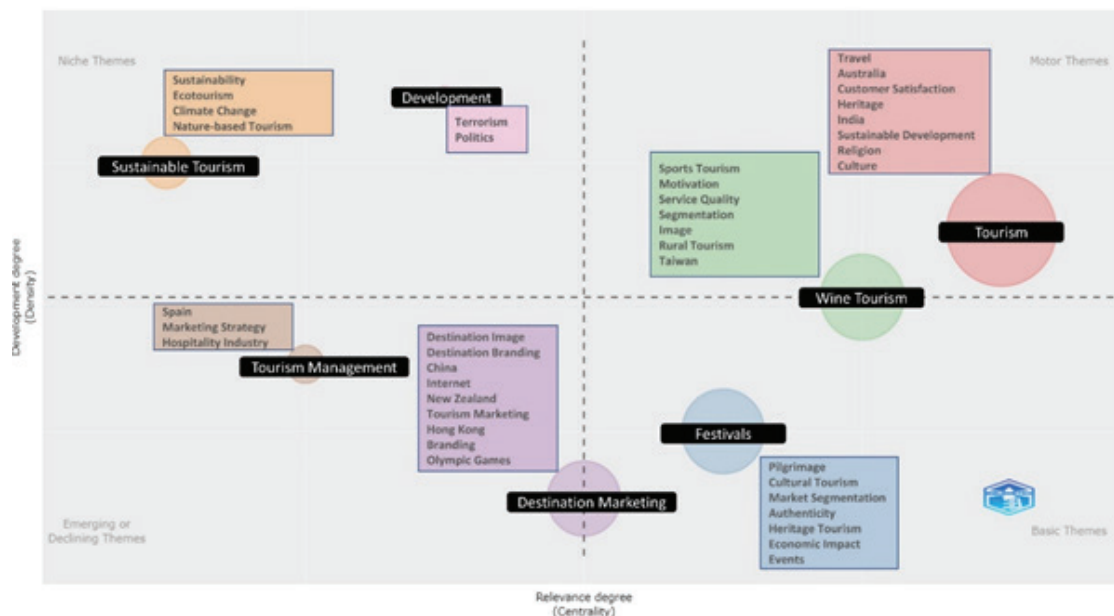 Niche Themes
Motor Themes
Sustainability
Ecotourism
Climate Change
Nature-based Tourism
Sustainable Tourism
Development
Terrorism
Politics
Travel
Australia
Customer Satisfaction
Heritage
India
Sustainable Development
Religion
Culture
Tourism
Sports Tourism
Motivation
Service Quality
Segmentation
Image
Rural Tourism
Taiwan
Wine Tourism
Development degree
(Density)
Spain
Marketing Strategy
Hospitality Industry
Tourism Management
Destination Image
Destination Branding
China
Internet
New Zealand
Tourism Marketing
Hong Kong
Branding
Olympic Games
Destination Marketing
Festivals
Pilgrimage
Cultural Tourism
Market Segmentation
Authenticity
Heritage Tourism
Economic Impact
Events
Emerging or
Declining Themes
Basic Themes
Relevance degree
(Centrality)